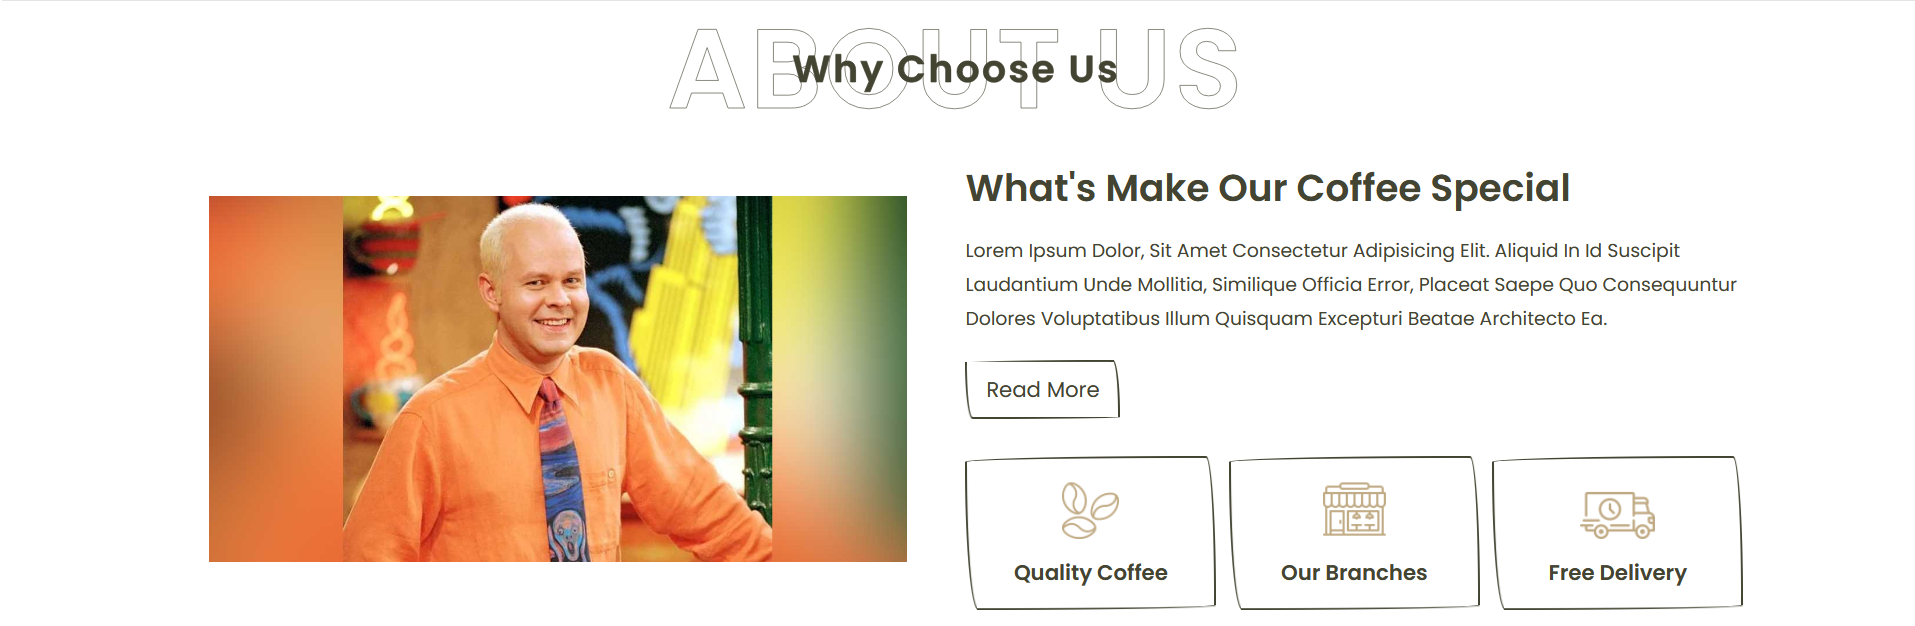 ABOUT US
Why Choose Us
What's Make Our Coffee Special
Lorem Ipsum Dolor, Sit Amet Consectetur Adipisicing Elit. Aliquid In Id Suscipit
Laudantium Unde Mollitia, Similique Officia Error, Placeat Saepe Quo Consequuntur
Dolores Voluptatibus Illum Quisquam Excepturi Beatae Architecto Ea.
Read More
Quality Coffee
Our Branches
Free Delivery